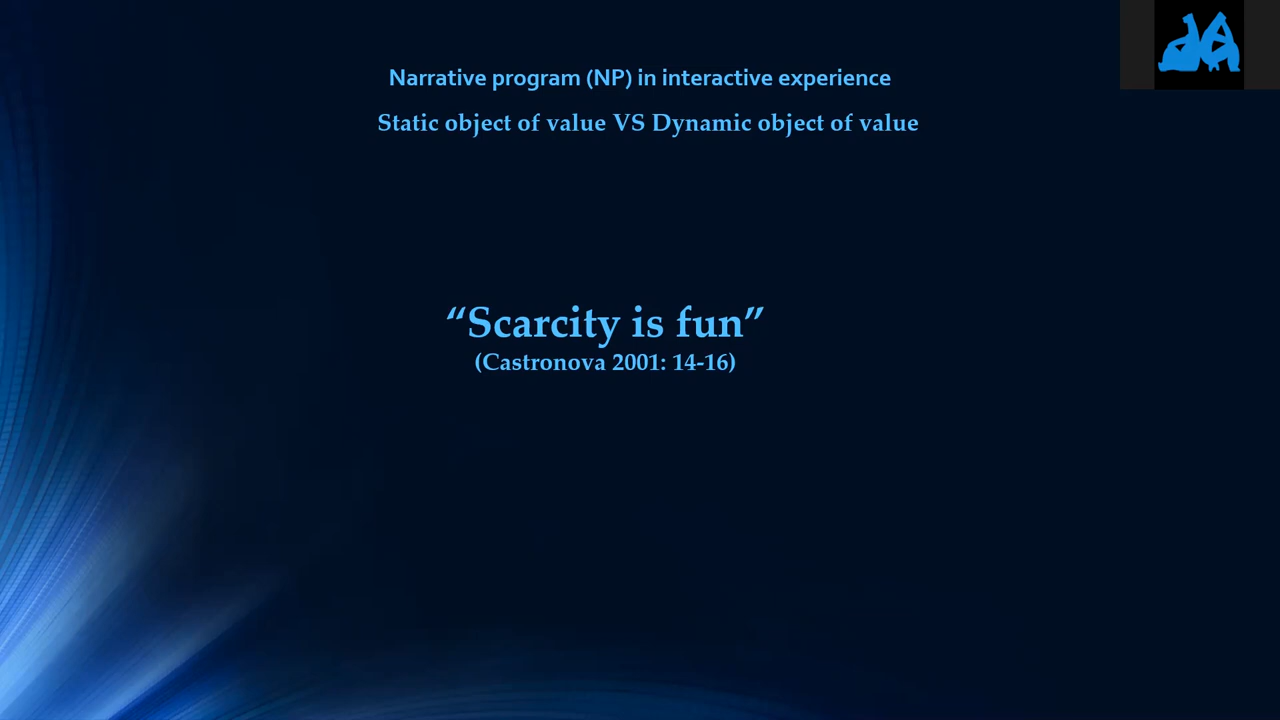 Narrative program (NP) in interactive experience
Static object of value VS Dynamic object of value
“Scarcity is fun”
(Castronova 2001: 14-16)